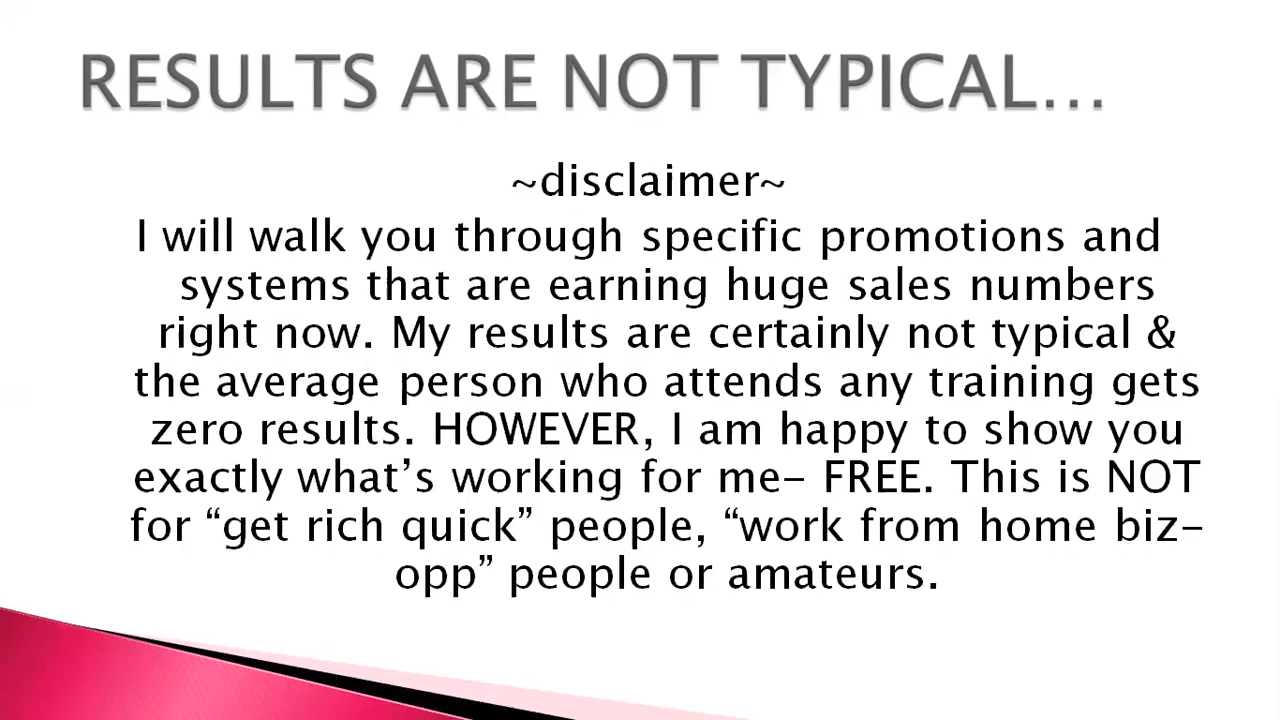 RESULTS ARE NOT TYPICAL...
~disclaimer~
I will walk you through specific promotions and
systems that are earning huge sales numbers
right now. My results are certainly not typical &
the average person who attends any training gets
zero results. HOWEVER, I am happy to show you
exactly what’s working for me– FREE. This is NOT
for “get rich quick” people, “work from home biz-
opp” people or amateurs.